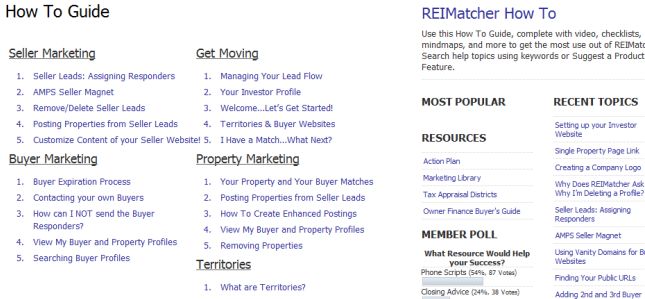 How To Guide
Seller Marketing
1. Seller Leads: Assigning Responders
2. AMPS Seller Magnet
3. Remove/Delete Seller Leads
4. Posting Properties from Seller Leads
5. Customize Content of your Seller Website!
Get Moving
1. Managing Your Lead Flow
2. Your Investor Profile
3. Welcome...Let's Get Started!
4. Territories & Buyer Websites
5. I Have a Match...What Next?
Buyer Marketing
1. Buyer Expiration Process
2. Contacting your own Buyers
3. How can I NOT send the Buyer
Responders?
4. View My Buyer and Property Profiles
5. Searching Buyer Profiles
Property Marketing
1. Your Property and Your Buyer Matches
2. Posting Properties from Seller Leads
3. How To Create Enhanced Postings
4. View My Buyer and Property Profiles
5. Removing Properties
Territories
1. What are Territories?
REIMatcher How To
Use this How To Guide, complete with video, checklists,
mindmaps, and more to get the most use out of REIMatc
Search help topics using keywords or Suggest a Product
Feature.
MOST POPULAR
RESOURCES
Action Plan
Marketing Library
Tax Appraisal Districts
Owner Finance Buyer's Guide
MEMBER POLL
What Resource Would Help
your Success?
Phone Scripts (54%, 87 Votes)
Closing Advice (24%, 38 Votes)
RECENT TOPICS
Setting up your Investor
Website
Single Property Page Link
Creating a Company Logo
Why Does REIMatcher Ask
Why I'm Deleting a Profile?
Seller Leads: Assigning
Responders
AMPS Seller Magnet
Using Vanity Domains for Bu
Websites
Finding Your Public URLs
Adding 2nd and 3rd Buyer